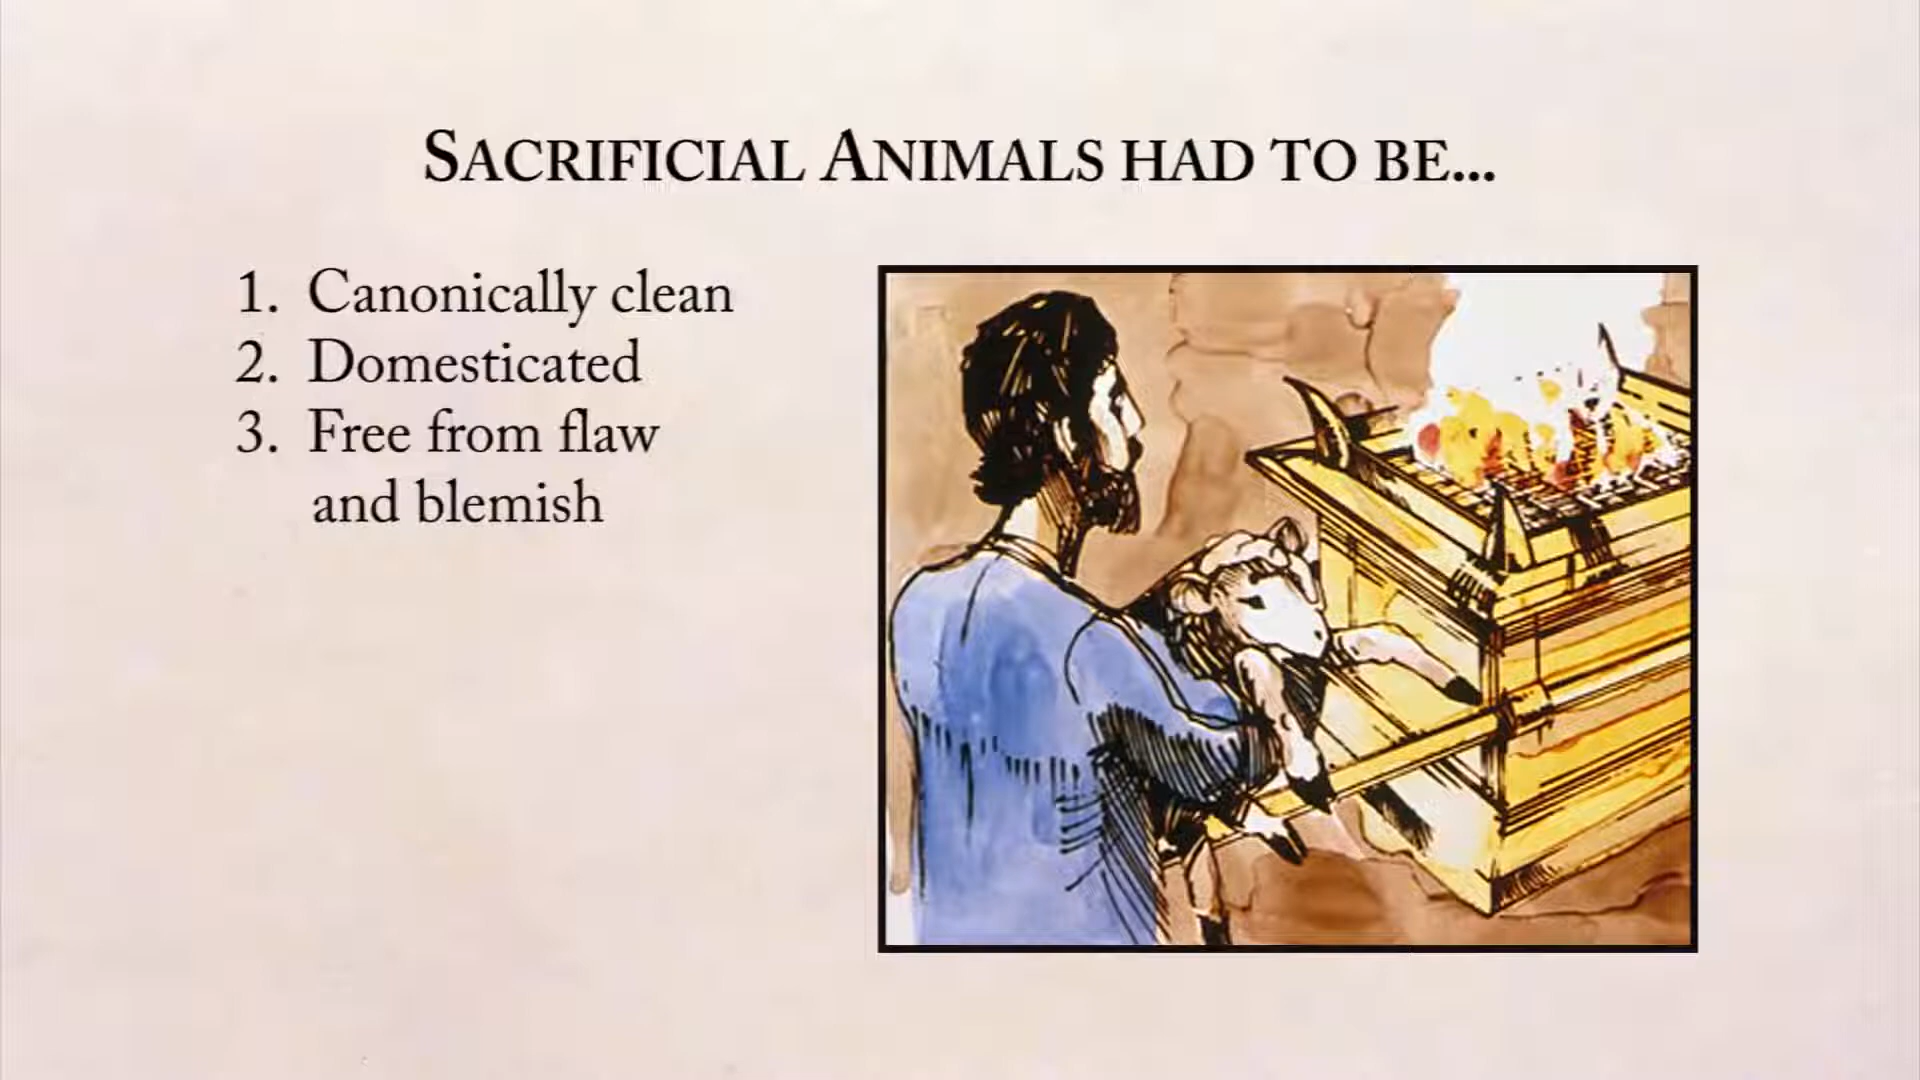 SACRIFICIAL ANIMALS HAD TO BE...
1. Canonically clean
2. Domesticated
3. Free from flaw
and blemish